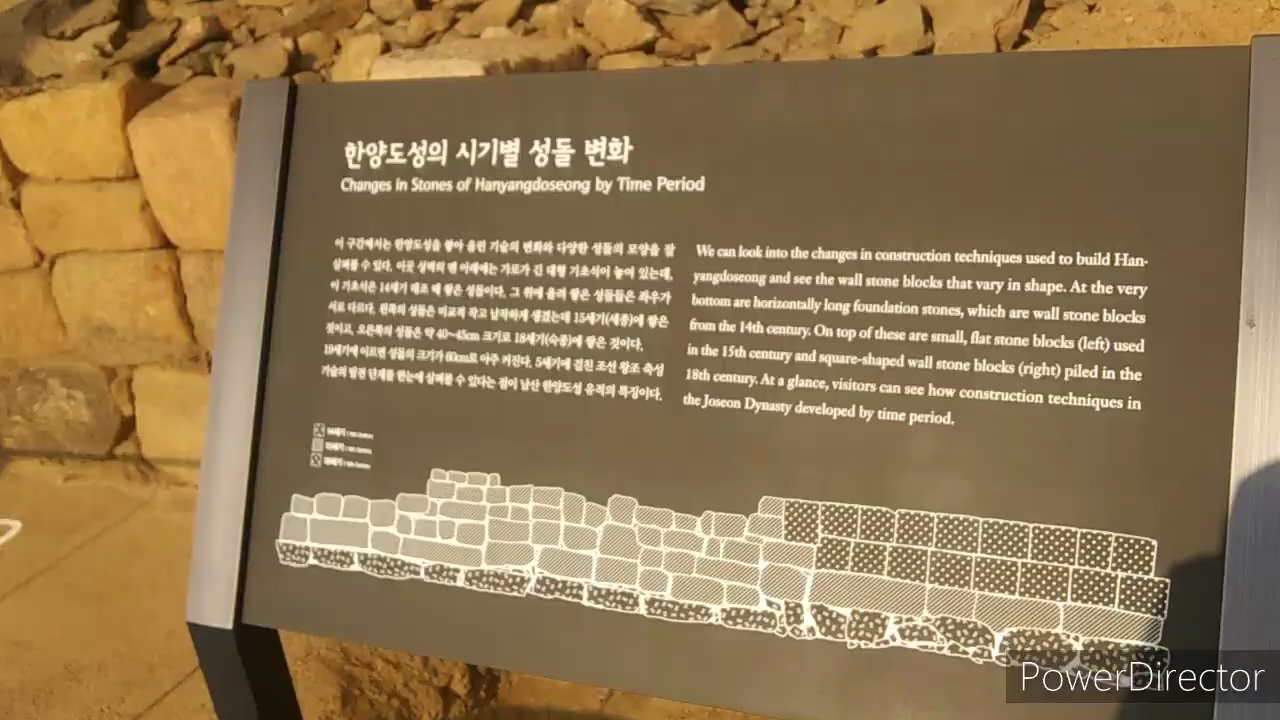 한양도성의 시기별 성돌 변화
Changes in Stones of Hanyangdoseong by Time Period
이 구간에서는 한양도성을 쌓아 올린 기술의 변화와 다양한 성돌의 모양을 잘
살펴볼 수 있다. 이곳 성벽의 맨 아래에는 가로가 긴 대형 기초석이 놓여 있는데,
이 기초석은 14세기 태조 때 쌓은 성돌이다. 그 위에 올려 쌓은 성돌들은 좌우가
서로 다르다. 왼쪽의 성돌은 비교적 작고 납작하게 생겼는데 15세기(세종)에 쌓은
것이고, 오른쪽의 성돌은 약 40~45cm 크기로 18세기(숙종)에 쌓은 것이다.
19세기에 이르면 성돌의 크기가 60cm로 아주 커진다. 5세기에 걸친 조선 왕조 축성
기술의 발전 단계를 한눈에 살펴볼 수 있다는 점이 남산 한양도성 유적의 특징이다.
We can look into the changes in construction techniques used to build Han-
yangdoseong and see the wall stone blocks that vary in shape. At the very
bottom are horizontally long foundation stones, which are wall stone blocks
from the 14th century. On top of these are small, flat stone blocks (left) used
in the 15th century and square-shaped wall stone blocks (right) piled in the
18th century. At a glance, visitors can see how construction techniques in
the Joseon Dynasty developed by time period.
14세기
15세기
PowerDirector